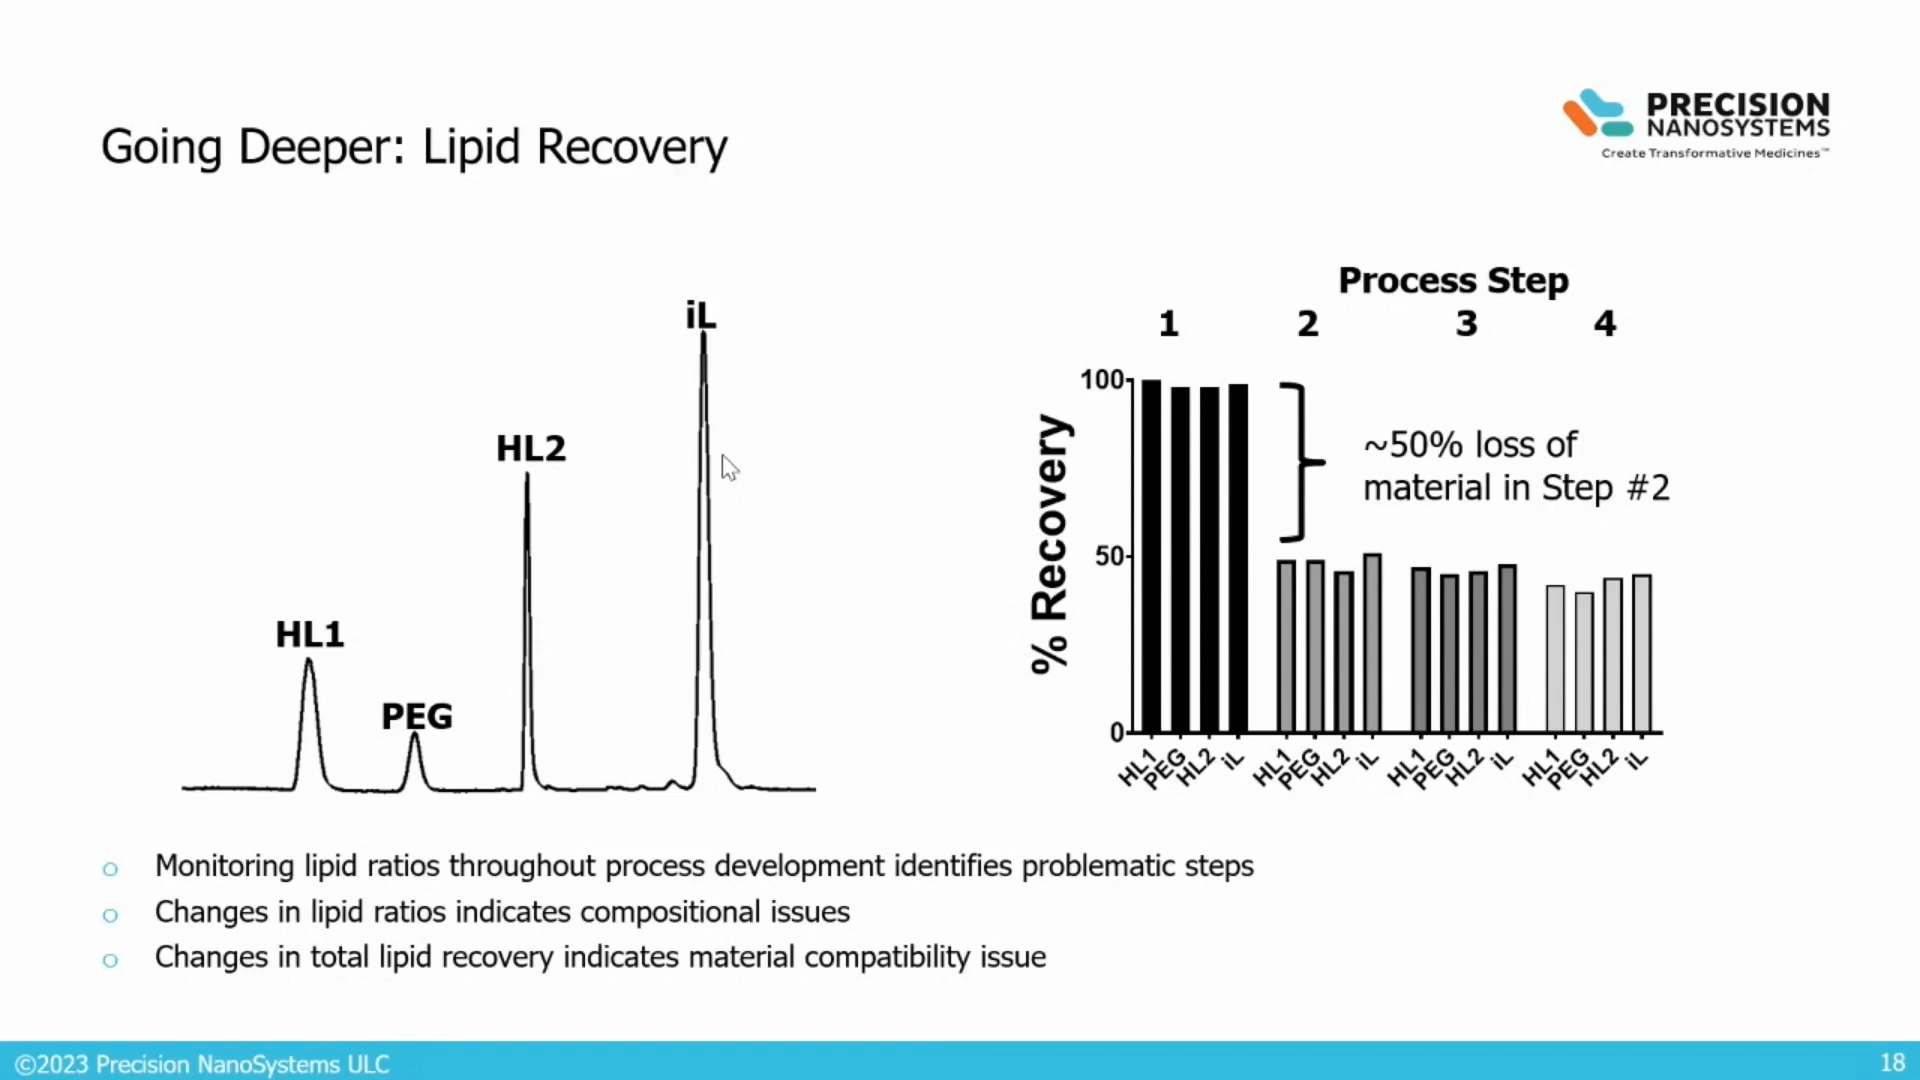 PRECISION
NANOSYSTEMS
Create Transformative Medicines™
Going Deeper: Lipid Recovery
iL
HL2
HL1
PEG
Process Step
1 2 3 4
% Recovery
100
50
0
~50% loss of
material in Step #2
HL1 PEG HL2 iL HL1 PEG HL2 iL HL1 PEG HL2 iL HL1 PEG HL2 iL
o Monitoring lipid ratios throughout process development identifies problematic steps
o Changes in lipid ratios indicates compositional issues
o Changes in total lipid recovery indicates material compatibility issue
©2023 Precision NanoSystems ULC
18